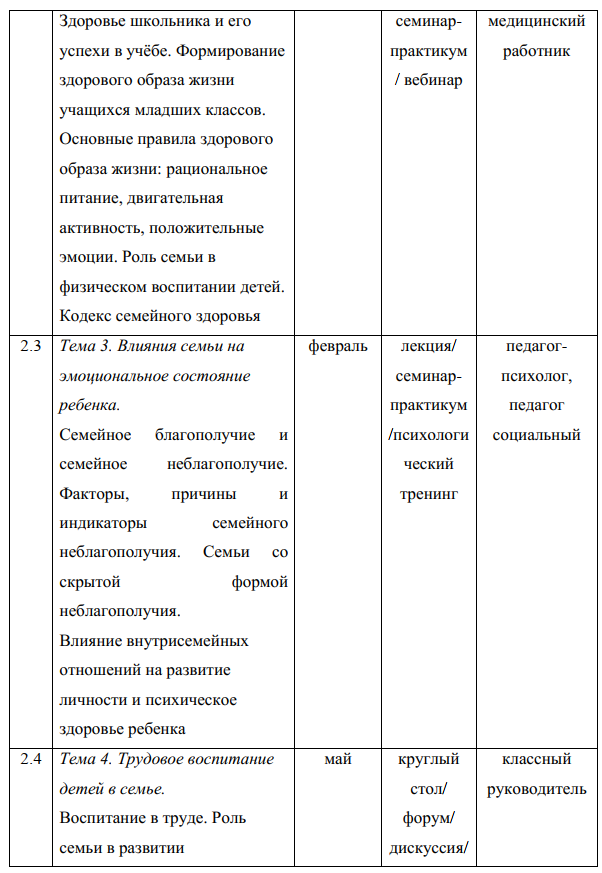 Здоровье школьника и его
успехи в учёбе. Формирование
здорового образа жизни
учащихся младших классов.
Основные правила здорового
образа жизни: рациональное
питание, двигательная
активность, положительные
эмоции. Роль семьи в
физическом воспитании детей.
Кодекс семейного здоровья
семинар-
практикум
/ вебинар
медицинский
работник
2.3
Тема 3. Влияния семьи на
эмоциональное состояние
ребенка.
Семейное благополучие и
семейное неблагополучие.
Факторы, причины и
индикаторы семейного
неблагополучия. Семьи со
скрытой формой
неблагополучия.
Влияние внутрисемейных
отношений на развитие
личности и психическое
здоровье ребенка
февраль
лекция/
семинар-
практикум
/психологи
ческий
тренинг
педагог-
психолог,
педагог
социальный
2.4
Тема 4. Трудовое воспитание
детей в семье.
Воспитание в труде. Роль
семьи в развитии
май
круглый
стол/
форум/
дискуссия/
классный
руководитель